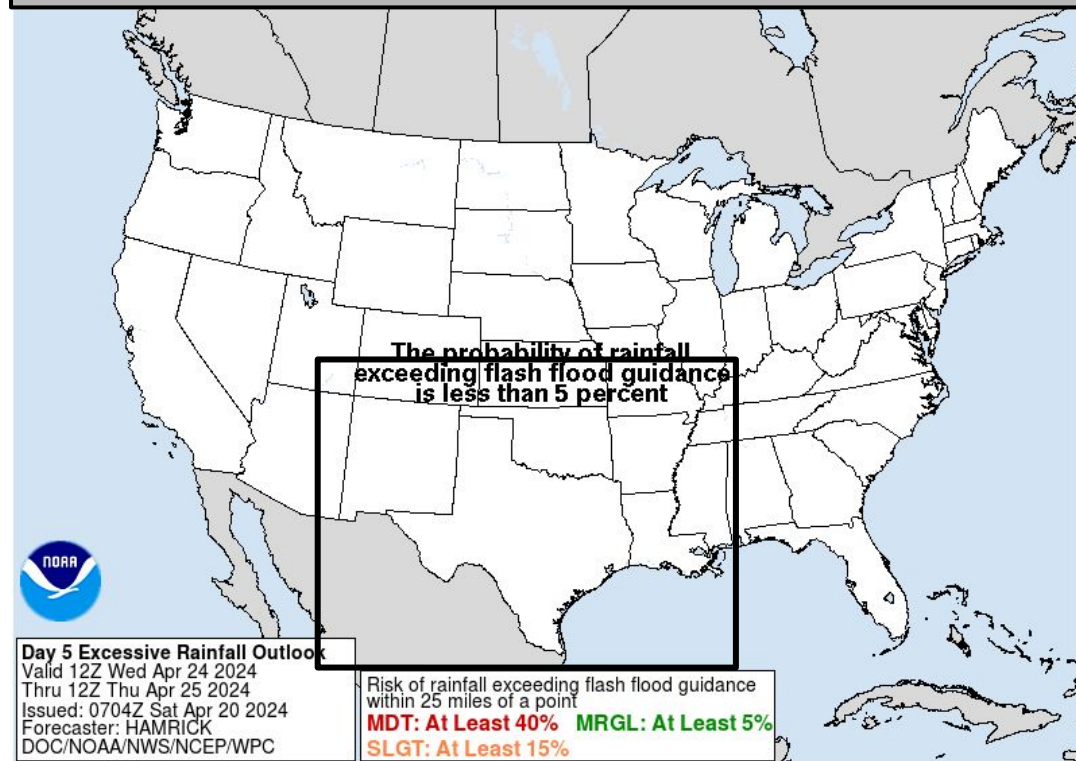 The probability of rainfall
exceeding flash flood guidance
is less than 5 percent
NOAA
Day 5 Excessive Rainfall Outlook
Valid 12Z Wed Apr 24 2024
Thru 12Z Thu Apr 25 2024
Issued: 0704Z Sat Apr 20 2024
Forecaster: HAMRICK
DOC/NOAA/NWS/NCEP/WPC
Risk of rainfall exceeding flash flood guidance
within 25 miles of a point
MDT: At Least 40% MRGL: At Least 5%
SLGT: At Least 15%